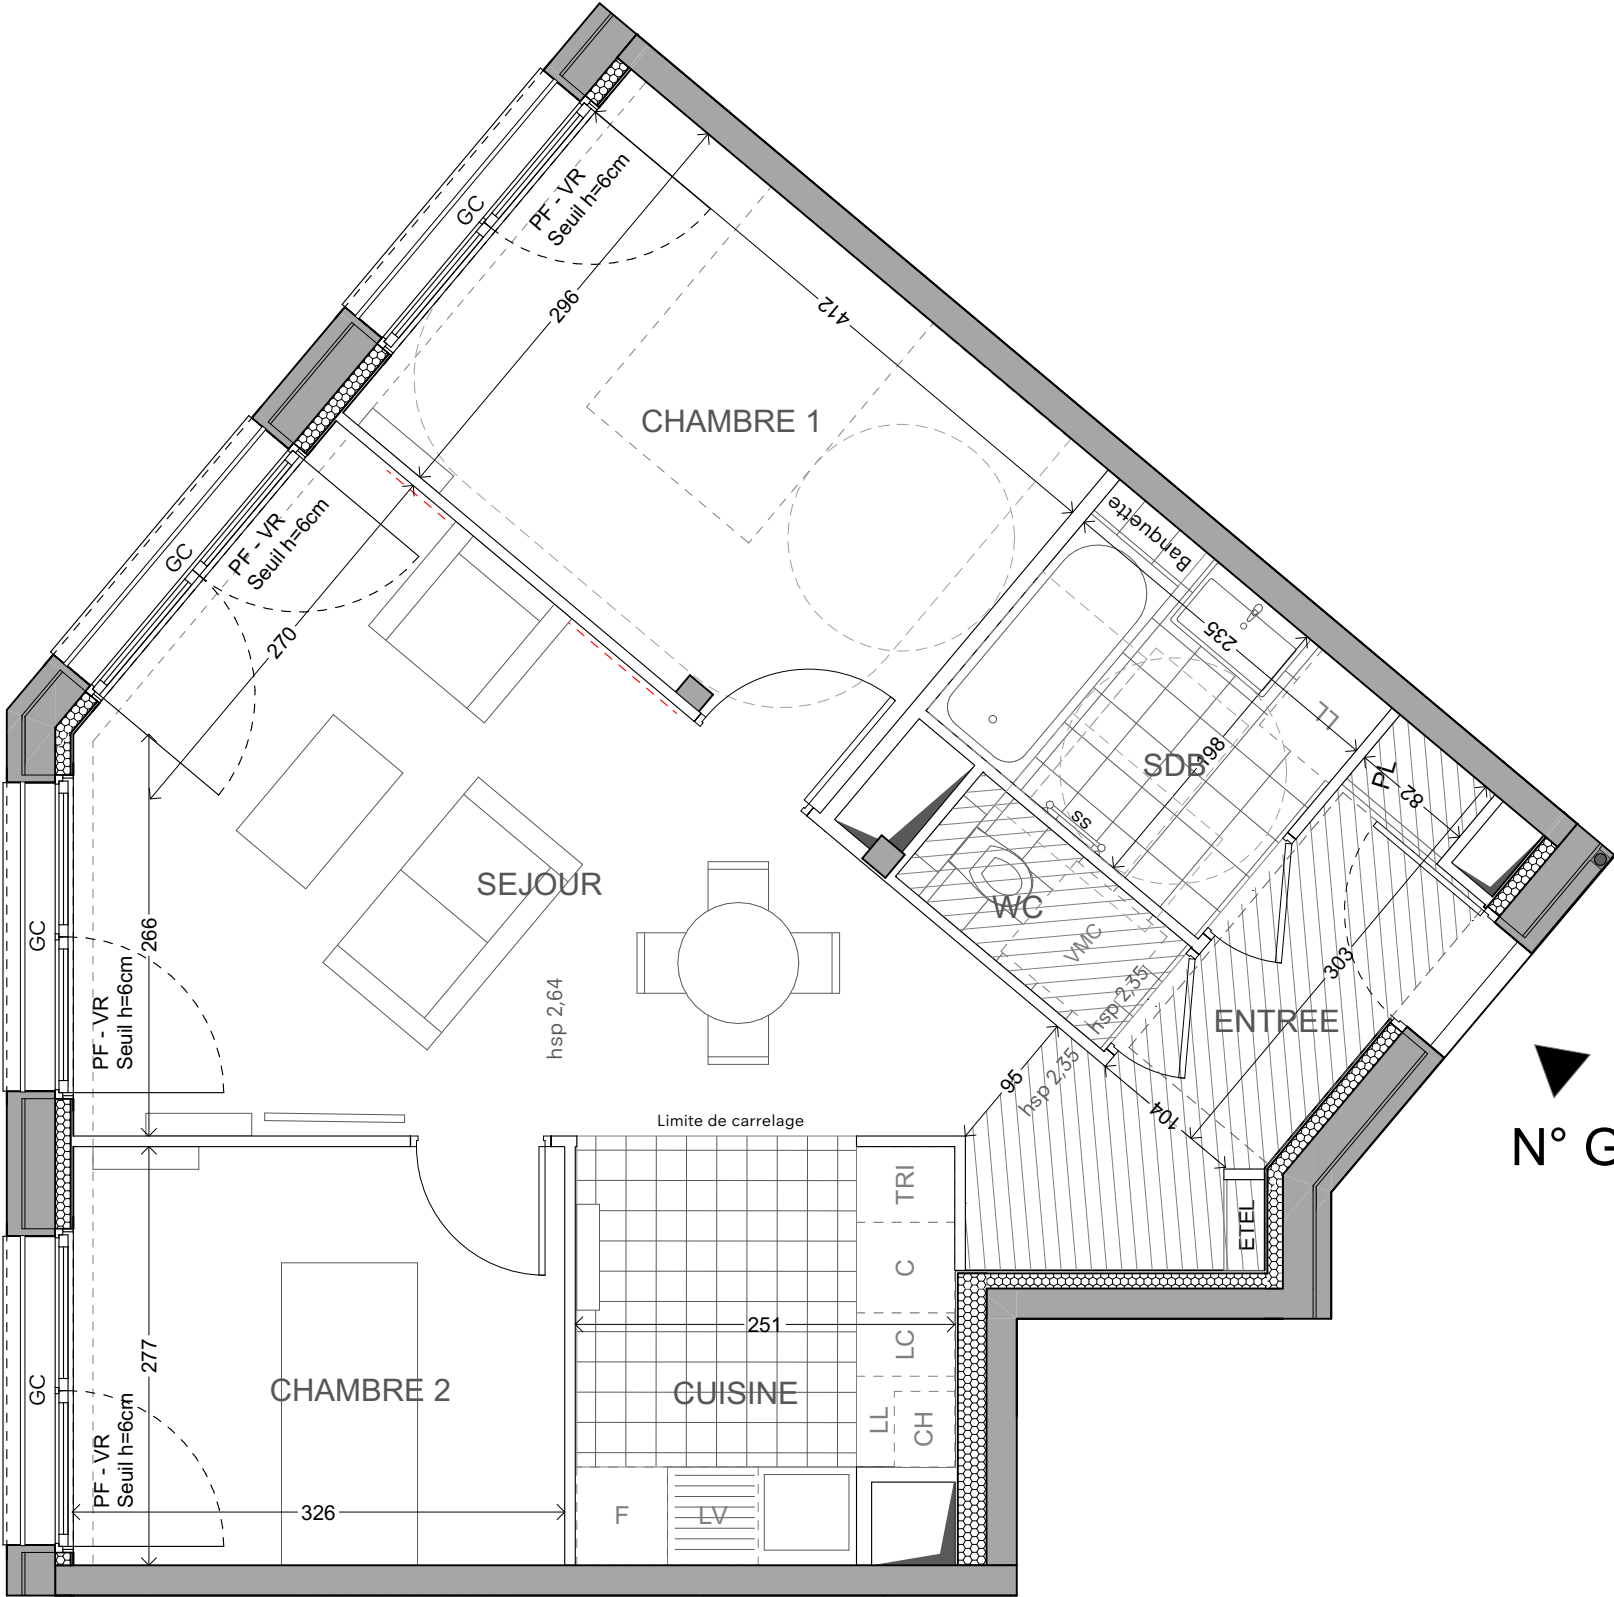 GC
PF - VR
Seuil h=6cm
296
412
CHAMBRE 1
GC
PF - VR
Seuil h=6cm
270
Banquette
235
LL
SDB
198
SS
PL
82
SEJOUR
WC
VMC
hsp 2,35
303
ENTREE
GC
PF - VR
Seuil h=6cm
266
hsp 2,64
95
hsp 2,35
104
N° G
Limite de carrelage
TRI
C
LC
LL
CH
ETEL
251
CUISINE
277
CHAMBRE 2
GC
PF - VR
Seuil h=6cm
326
F
LV